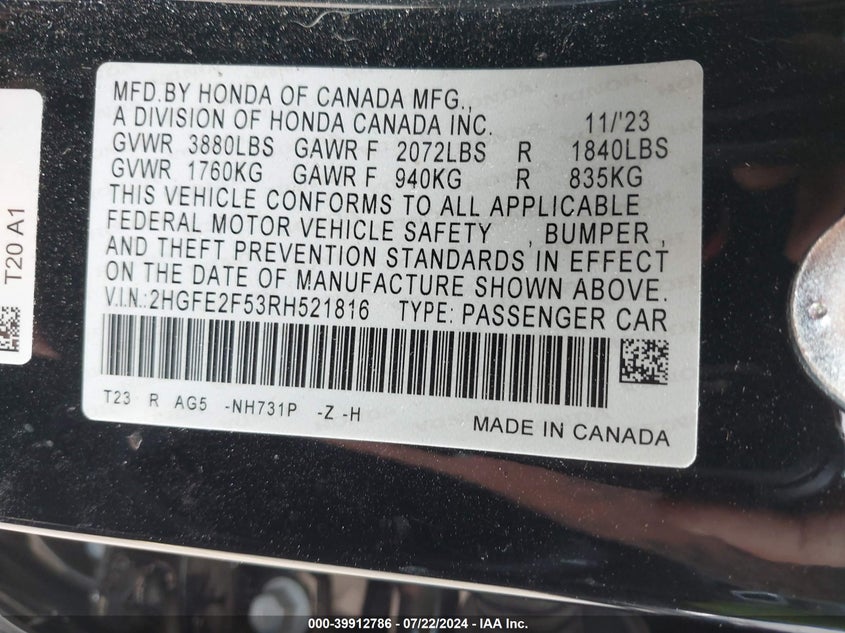 MFD.BY HONDA OF CANADA MFG.,
A DIVISION OF HONDA CANADA INC. 11/'23
GVWR 3880LBS GAWR F 2072LBS R 1840LBS
GVWR 1760KG GAWR F 940KG R 835KG
THIS VEHICLE CONFORMS TO ALL APPLICABLE
FEDERAL MOTOR VEHICLE SAFETY , BUMPER ,
AND THEFT PREVENTION STANDARDS IN EFFECT
ON THE DATE OF MANUFACTURE SHOWN ABOVE.
V.I.N.:2HGFE2F53RH521816 TYPE: PASSENGER CAR
T23 R AG5 -NH731P -Z -H
MADE IN CANADA
T20 A1
000-39912786 - 07/22/2024 - IAA Inc.